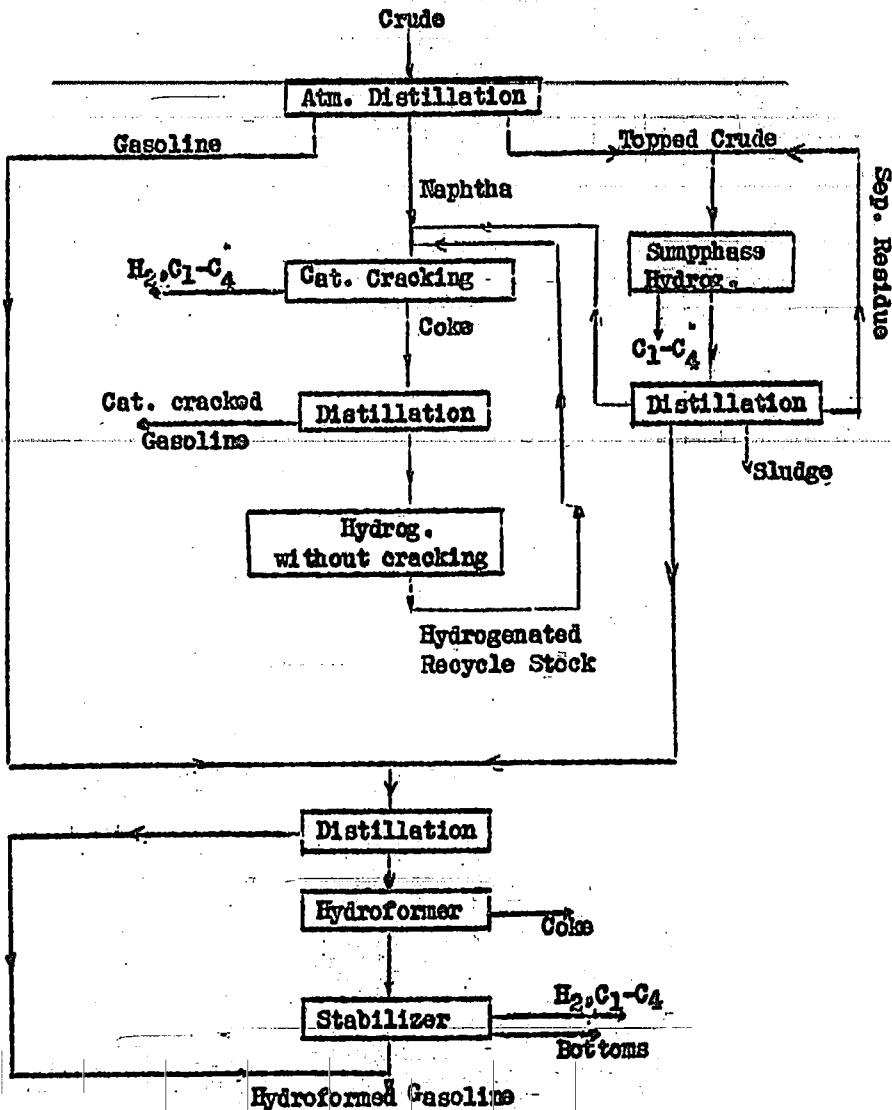 Crude
Atm. Distillation
Gasoline
Topped Crude
Naphtha
Sep. Residue
Sumpphase
Hydrog.
H2,C1-C4
Cat. Cracking
Coke
C1-C4
Cat. cracked
Gasoline
Distillation
Distillation
Sludge
Hydrog.
without cracking
Hydrogenated
Recycle Stock
Distillation
Hydroformer
Coke
Stabilizer
H2,C1-C4
Bottoms
Hydroformed Gasoline